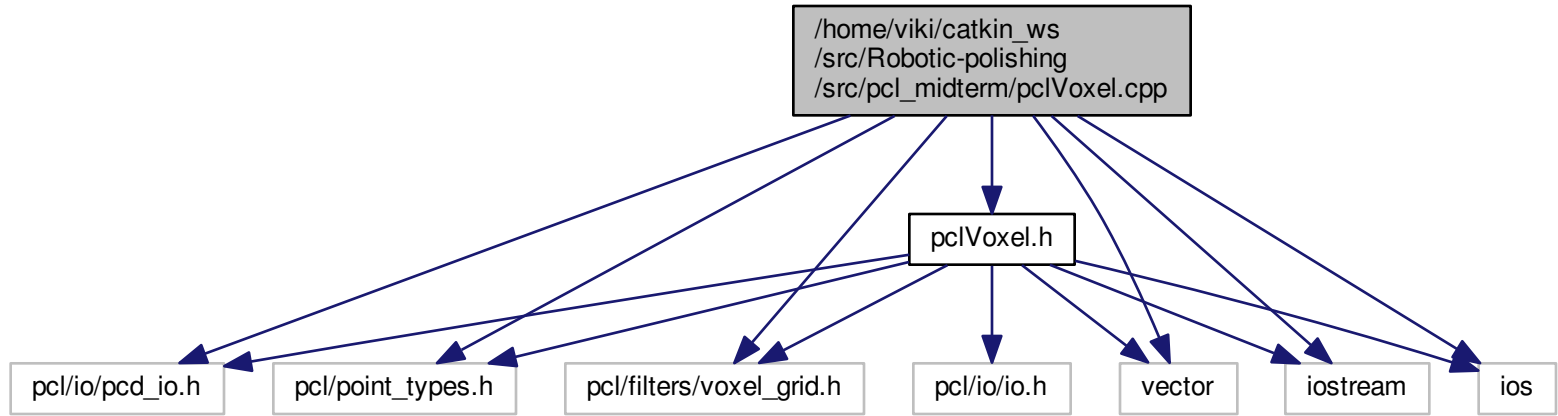 /home/viki/catkin_ws
/src/Robotic-polishing
/src/pcl_midterm/pclVoxel.cpp
pclVoxel.h
pcl/io/pcd_io.h
pcl/point_types.h
pcl/filters/voxel_grid.h
pcl/io/io.h
vector
iostream
ios